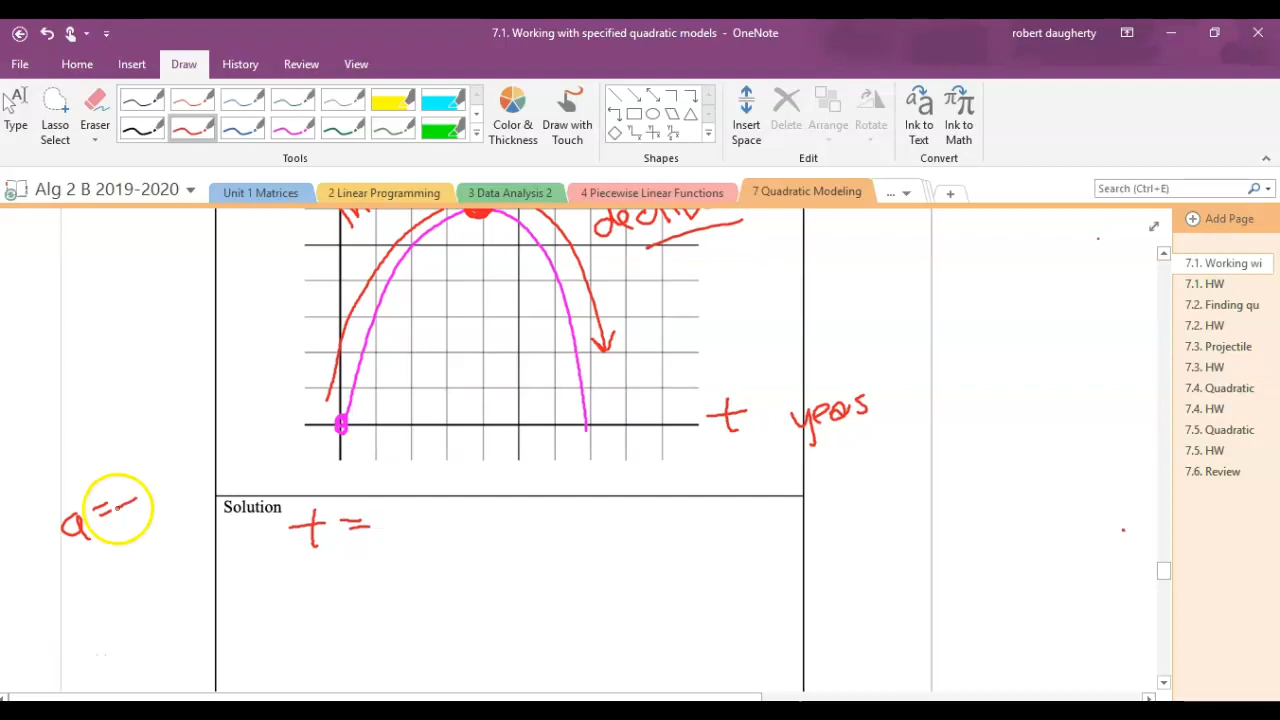 7.1. Working with specified quadratic models - OneNote
robert daugherty
File Home Insert Draw History Review View
Type
Lasso Select
Eraser
Color & Thickness
Draw with Touch
Insert Space
Delete
Arrange
Rotate
Ink to Text
Ink to Math
Tools
Shapes
Edit
Convert
Alg 2 B 2019-2020
Unit 1 Matrices
2 Linear Programming
3 Data Analysis 2
4 Piecewise Linear Functions
7 Quadratic Modeling
...
Search (Ctrl+E)
Add Page
7.1. Working wi
7.1. HW
7.2. Finding qu
7.2. HW
7.3. Projectile
7.3. HW
7.4. Quadratic
7.4. HW
7.5. Quadratic
7.5. HW
7.6. Review
t years
Solution
t =
a = -